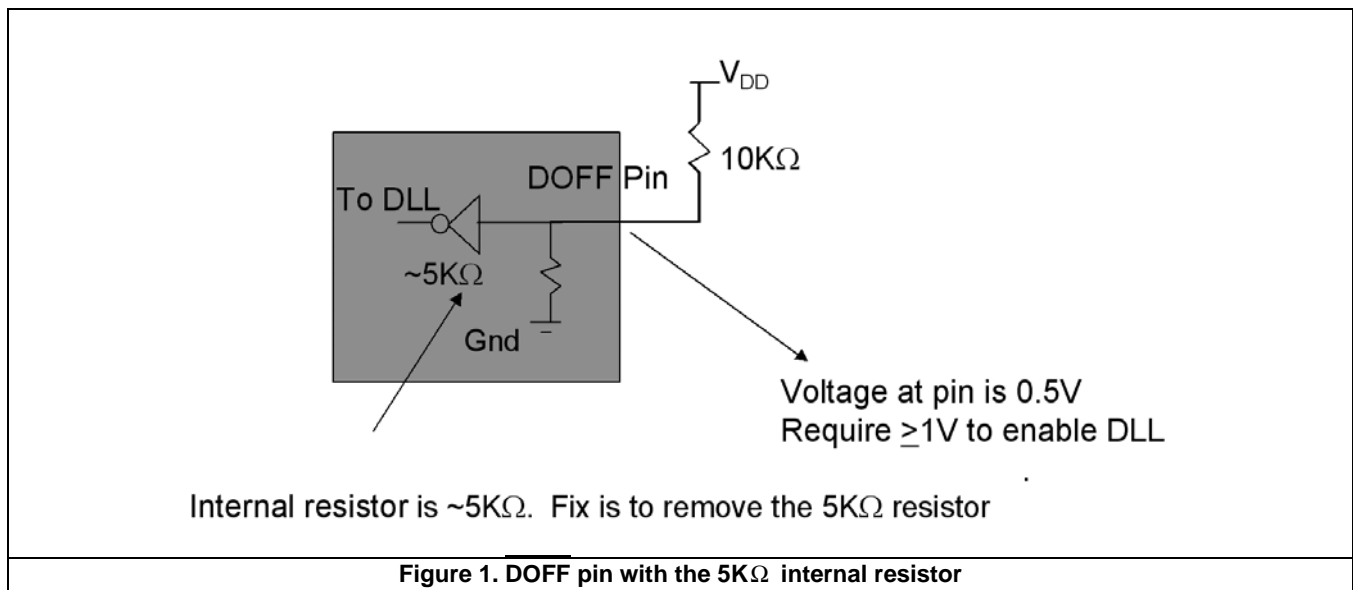 VDD
10KΩ
DOFF Pin
To DLL
~5KΩ
Gnd
Voltage at pin is 0.5V
Require ≥1V to enable DLL
.
Internal resistor is ~5KΩ. Fix is to remove the 5KΩ resistor
Figure 1. D̅O̅F̅F̅ pin with the 5KΩ internal resistor